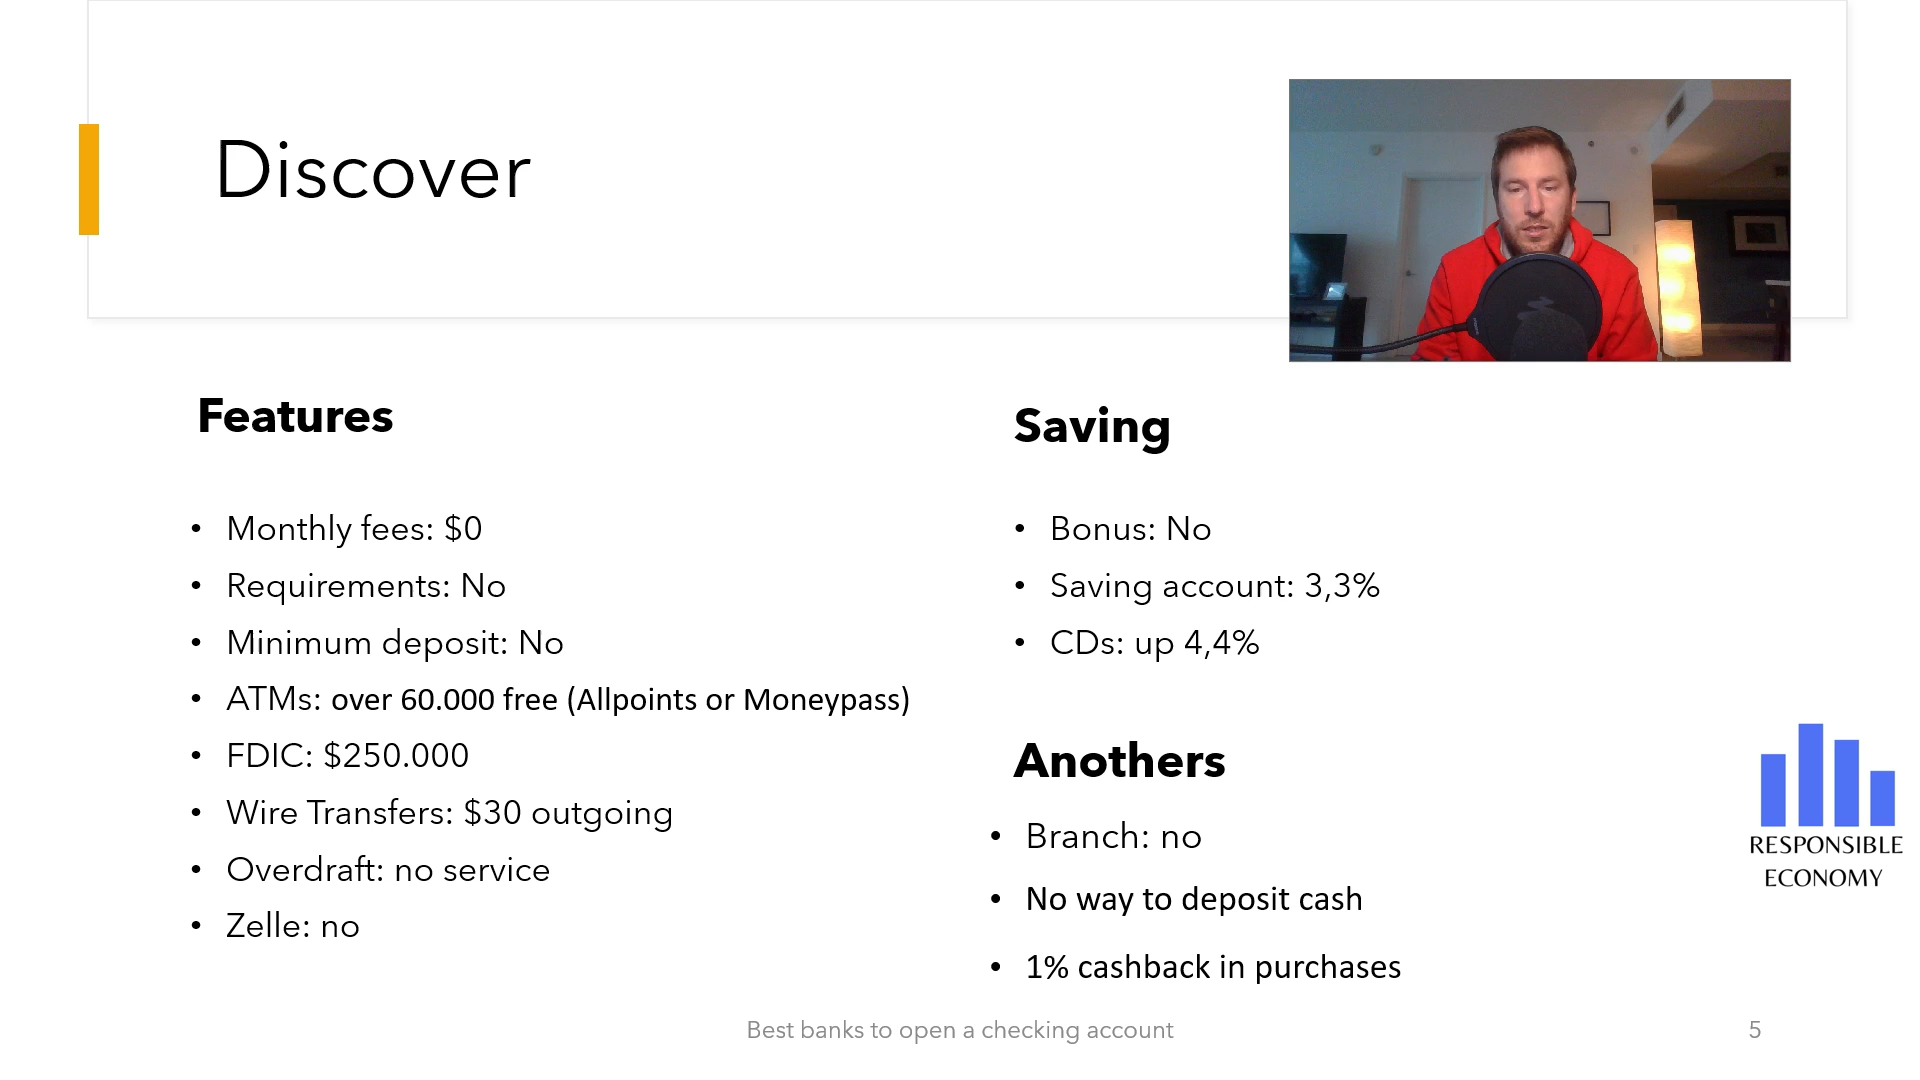 Discover
Features
• Monthly fees: $0
• Requirements: No
• Minimum deposit: No
• ATMs: over 60.000 free (Allpoints or Moneypass)
• FDIC: $250.000
• Wire Transfers: $30 outgoing
• Overdraft: no service
• Zelle: no
Saving
• Bonus: No
• Saving account: 3,3%
• CDs: up 4,4%
Anothers
• Branch: no
• No way to deposit cash
• 1% cashback in purchases
RESPONSIBLE
ECONOMY
Best banks to open a checking account
5